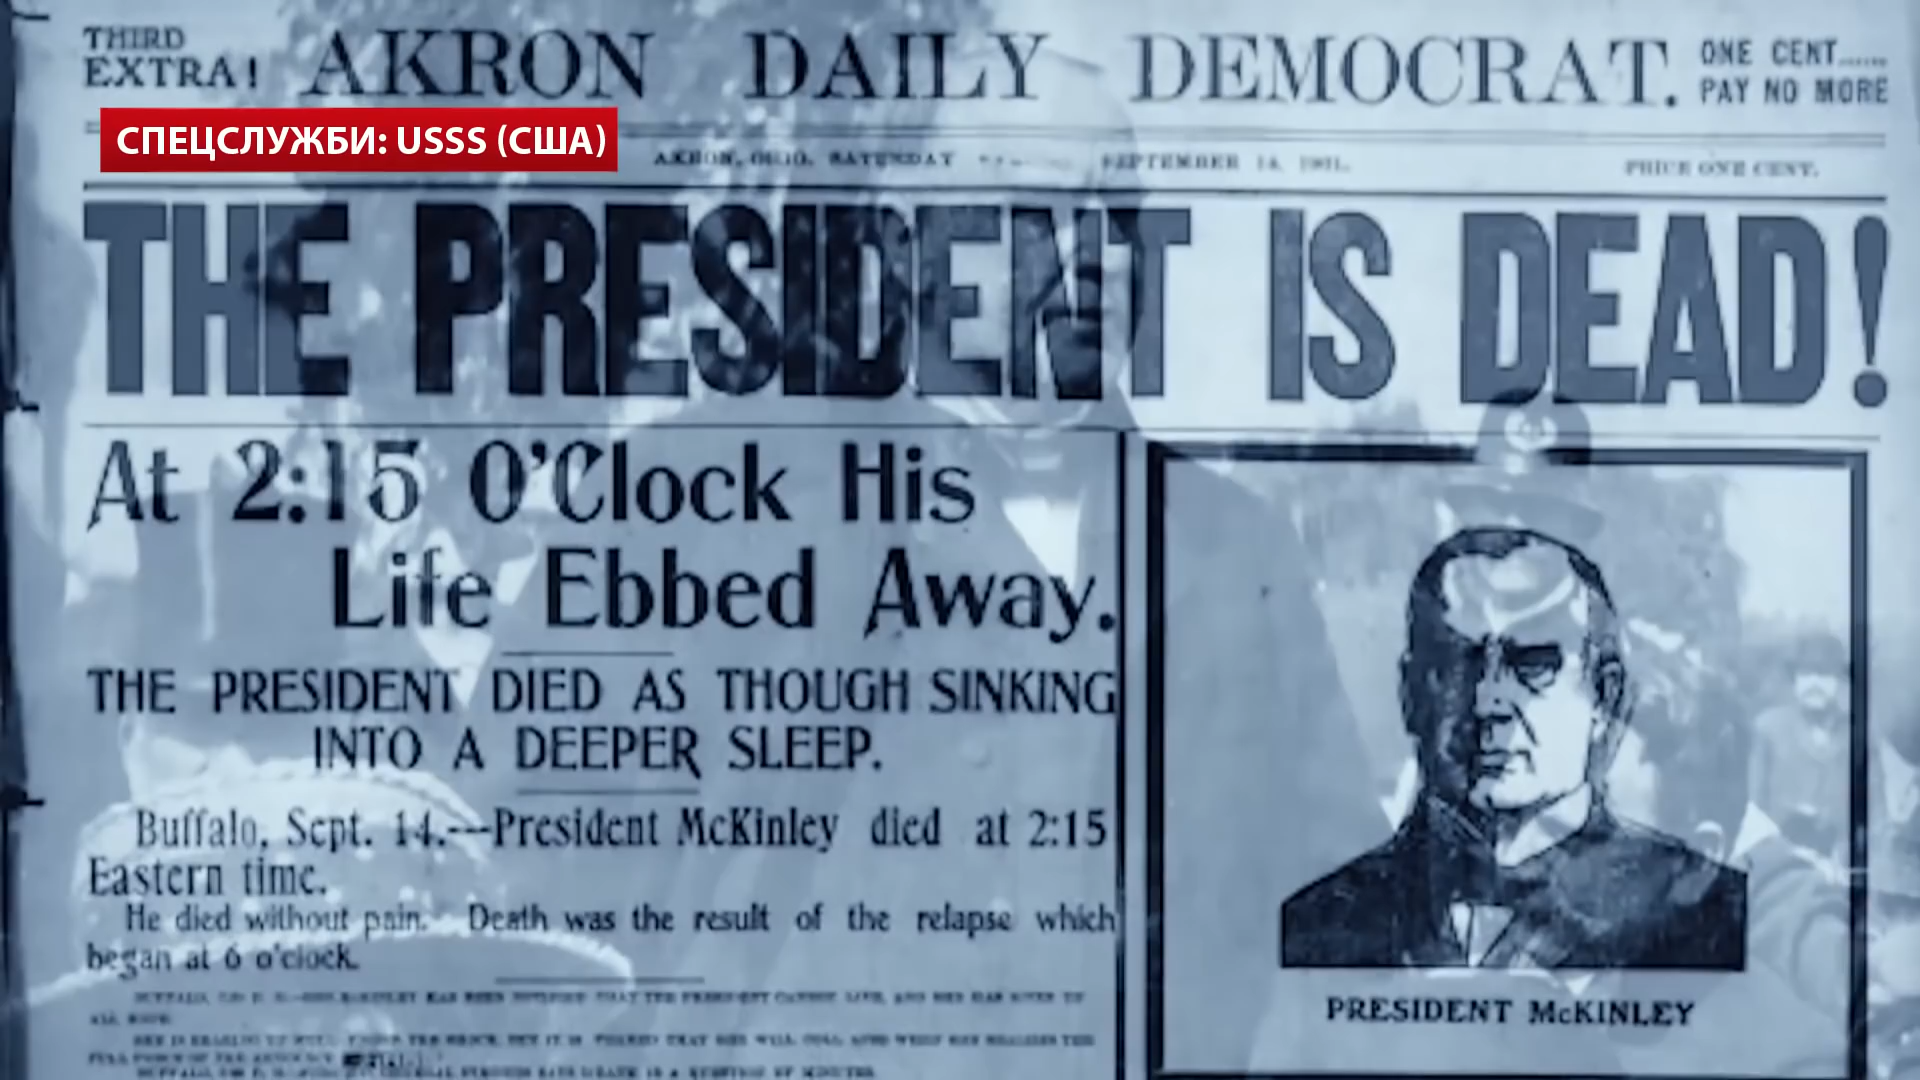 THIRD
EXTRA!
AKRON DAILY DEMOCRAT.
ONE CENT......
PAY NO MORE
СПЕЦСЛУЖБИ: USSS (США)
AKRON, OHIO, SATURDAY SEPTEMBER 14, 1901. PRICE ONE CENT.
THE PRESIDENT IS DEAD!
At 2:15 O'Clock His
Life Ebbed Away.
THE PRESIDENT DIED AS THOUGH SINKING
INTO A DEEPER SLEEP.
Buffalo, Sept. 14.---President McKinley died at 2:15
Eastern time.
He died without pain. Death was the result of the relapse which
began at 6 o'clock.
PRESIDENT McKINLEY